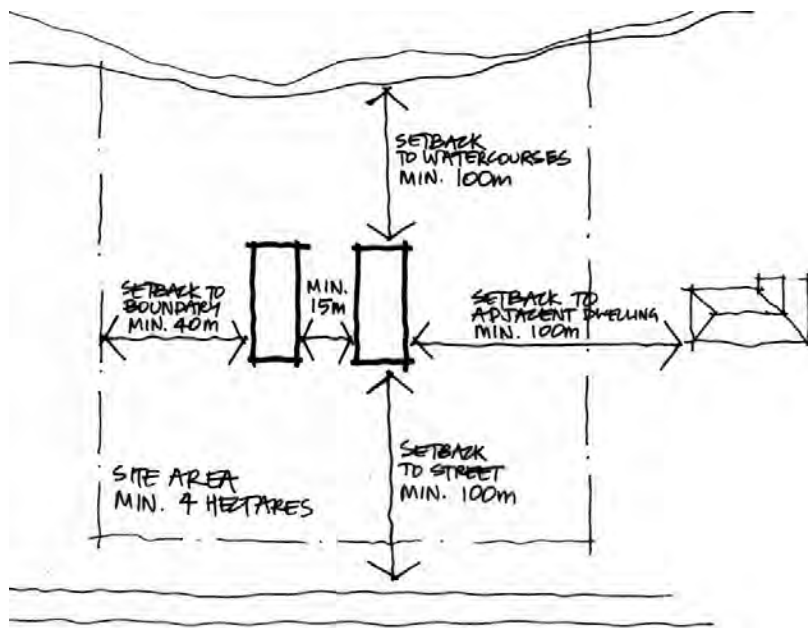 SETBACK
TO WATERCOURSES
MIN. 100m
SETBACK TO
BOUNDARY
MIN. 40m
MIN.
15m
SETBACK TO
ADJACENT DWELLING
MIN. 100m
SETBACK
TO STREET
MIN. 100m
SITE AREA
MIN. 4 HECTARES